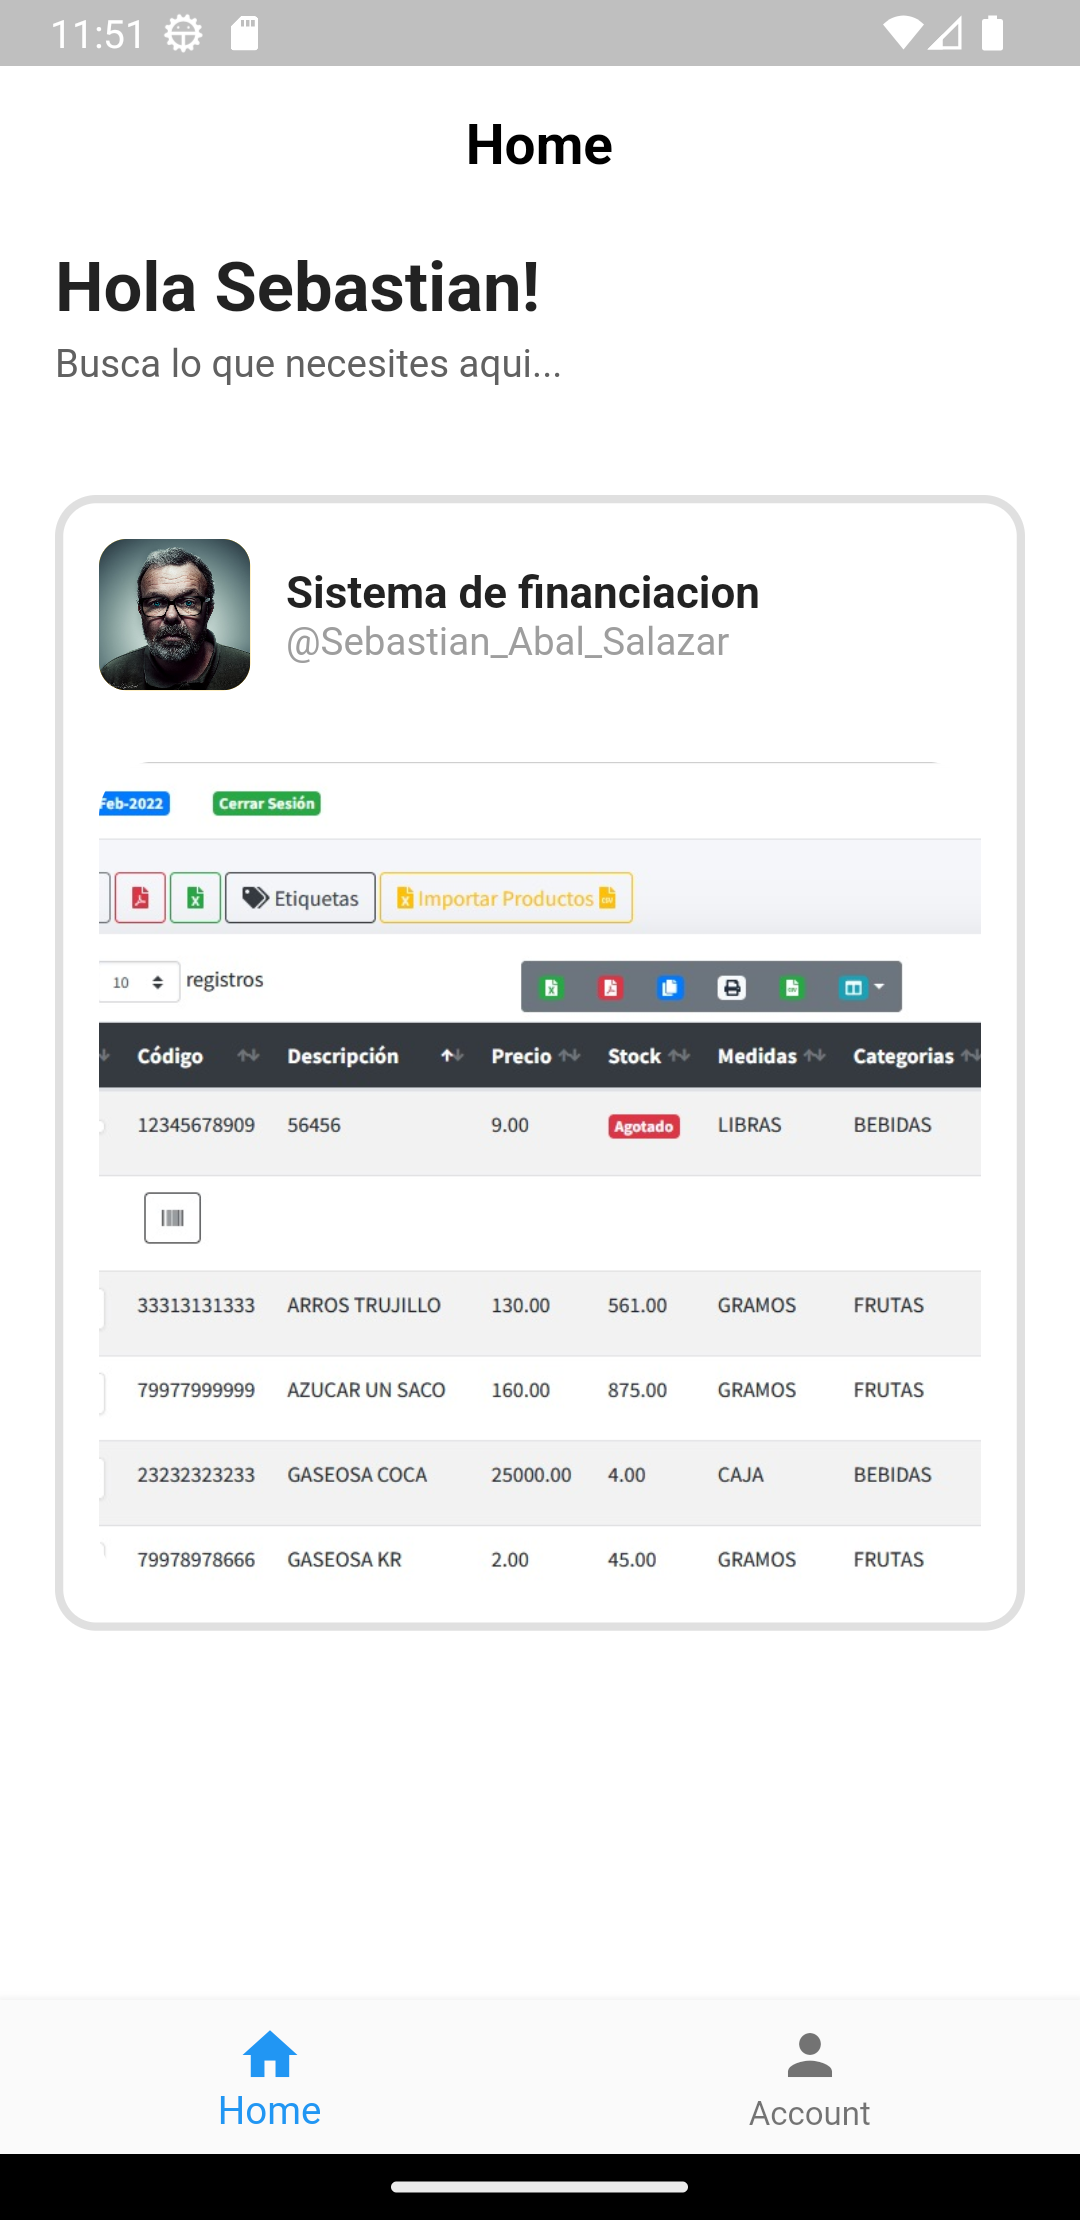 11:51
Home
Hola Sebastian!
Busca lo que necesites aqui...
Sistema de financiacion
@Sebastian_Abal_Salazar
Feb-2022 Cerrar Sesión
Etiquetas Importar Productos
10 registros
Código Descripción Precio Stock Medidas Categorias
12345678909 56456 9.00 Agotado LIBRAS BEBIDAS
33313131333 ARROS TRUJILLO 130.00 561.00 GRAMOS FRUTAS
79977999999 AZUCAR UN SACO 160.00 875.00 GRAMOS FRUTAS
23232323233 GASEOSA COCA 25000.00 4.00 CAJA BEBIDAS
79978978666 GASEOSA KR 2.00 45.00 GRAMOS FRUTAS
Home Account